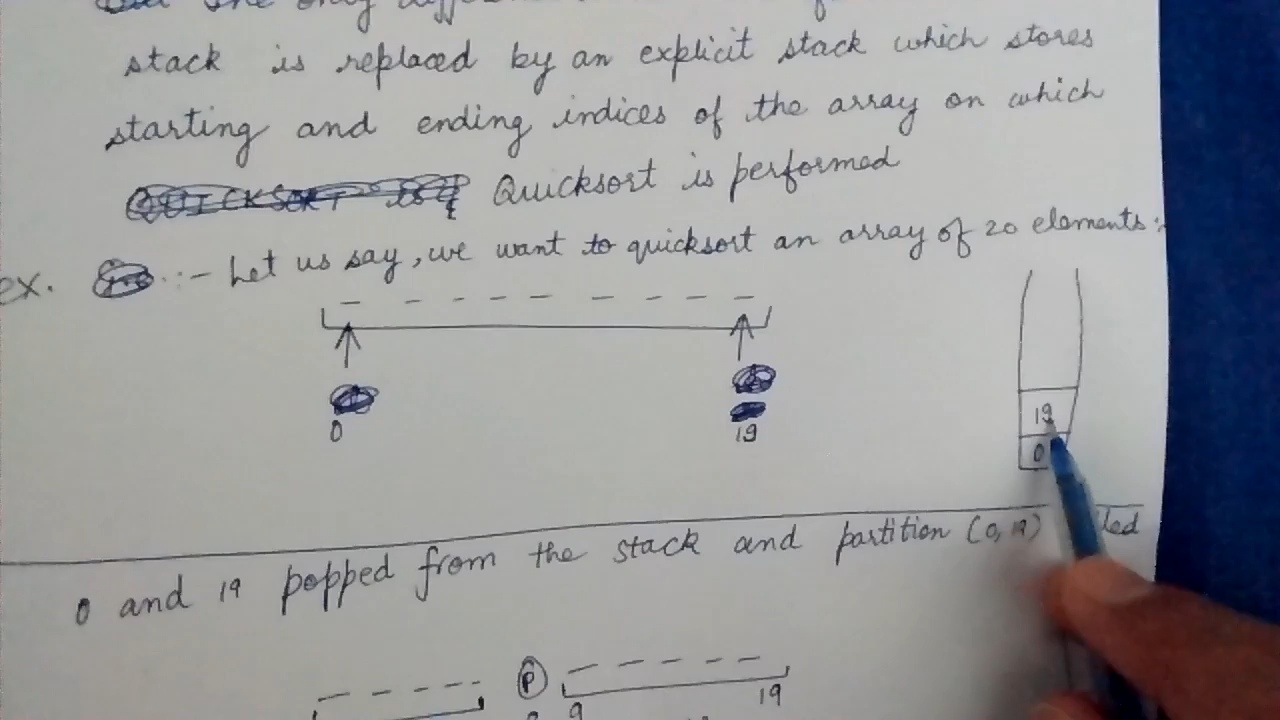 the only
stack is replaced by an explicit stack which stores
starting and ending indices of the array on which
Quicksort is performed
ex. :- Let us say, we want to quicksort an array of 20 elements:
0 19
19
0
0 and 19 popped from the stack and partition (0, 19)
P
9 19